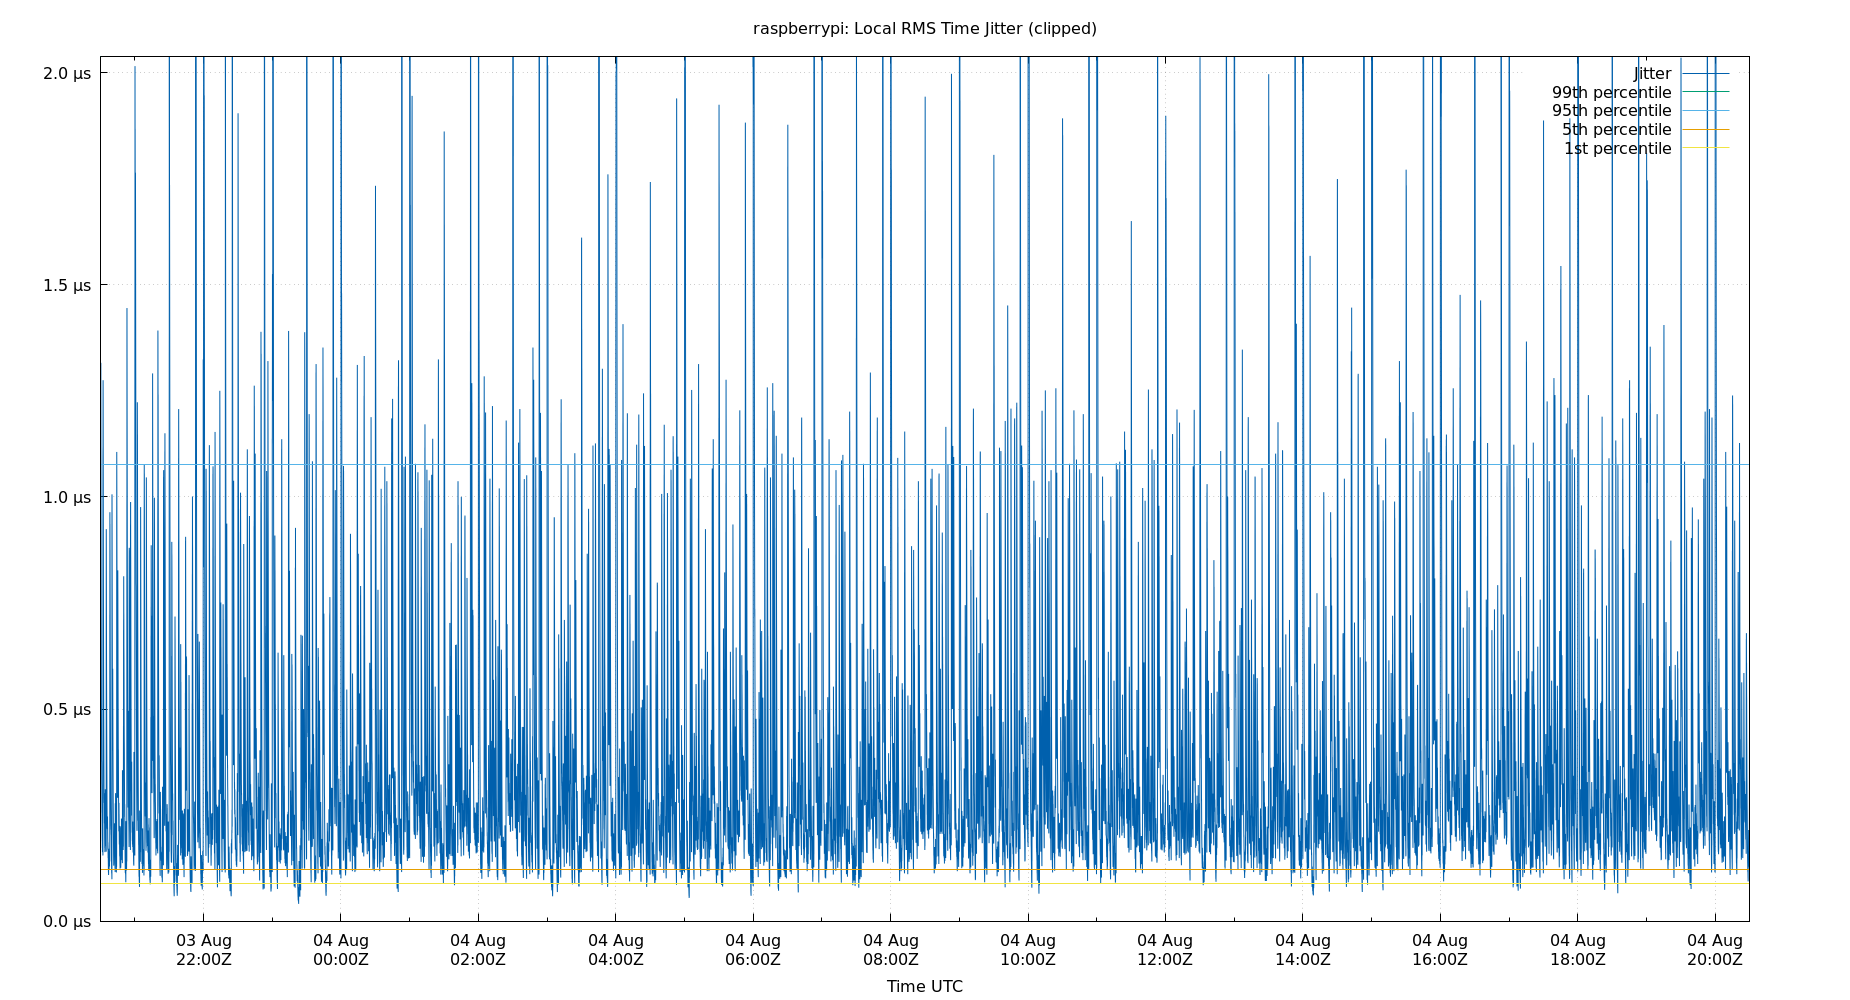 raspberrypi: Local RMS Time Jitter (clipped)
2.0 µs
1.5 µs
1.0 µs
0.5 µs
0.0 µs
Jitter
99th percentile
95th percentile
5th percentile
1st percentile
03 Aug
22:00Z
04 Aug
00:00Z
04 Aug
02:00Z
04 Aug
04:00Z
04 Aug
06:00Z
04 Aug
08:00Z
04 Aug
10:00Z
04 Aug
12:00Z
04 Aug
14:00Z
04 Aug
16:00Z
04 Aug
18:00Z
04 Aug
20:00Z
Time UTC